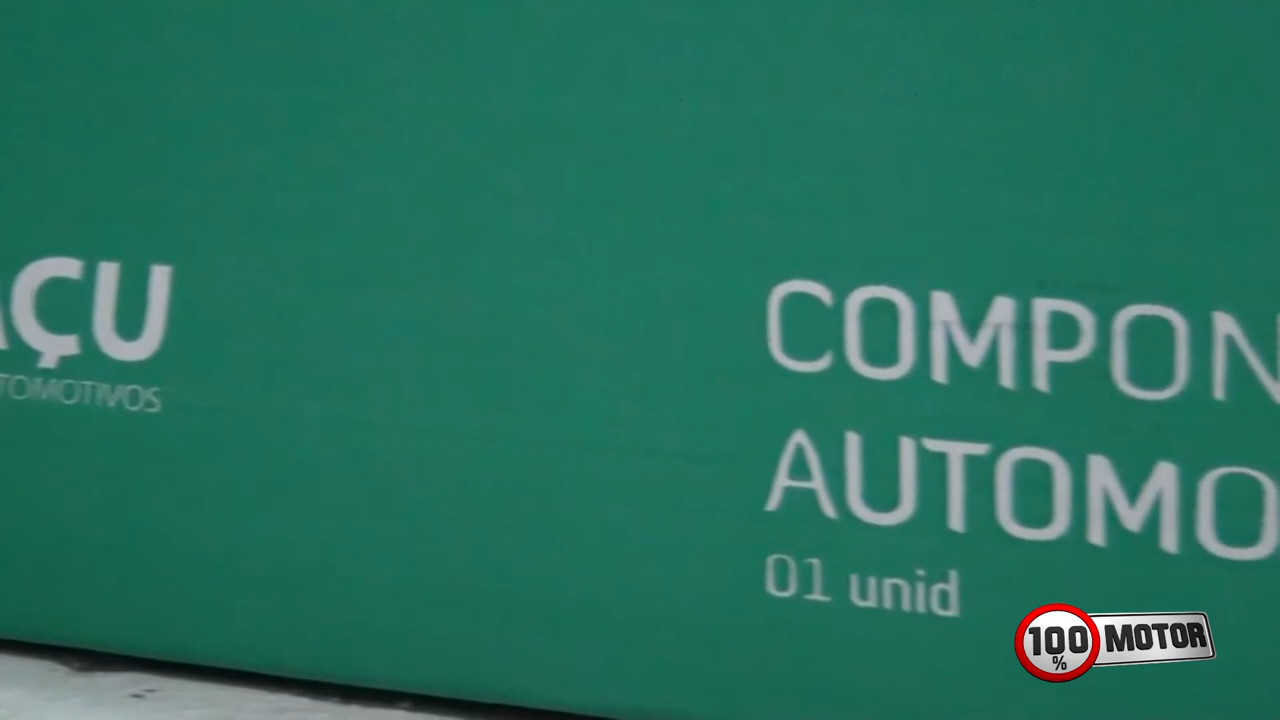 AÇU
TOMOTIVOS
COMPON
AUTOMO
01 unid
100% MOTOR